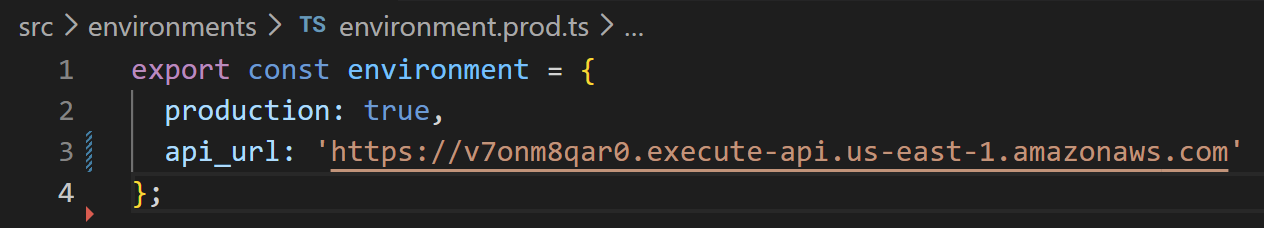 src > environments > TS environment.prod.ts > ...
1 export const environment = {
2 production: true,
3 api_url: 'https://v7onm8qar0.execute-api.us-east-1.amazonaws.com'
4 };